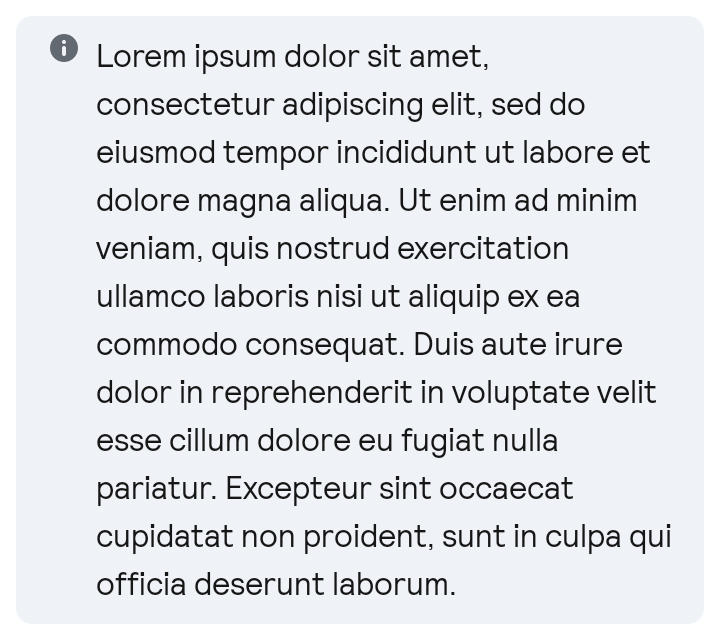 Lorem ipsum dolor sit amet,
consectetur adipiscing elit, sed do
eiusmod tempor incididunt ut labore et
dolore magna aliqua. Ut enim ad minim
veniam, quis nostrud exercitation
ullamco laboris nisi ut aliquip ex ea
commodo consequat. Duis aute irure
dolor in reprehenderit in voluptate velit
esse cillum dolore eu fugiat nulla
pariatur. Excepteur sint occaecat
cupidatat non proident, sunt in culpa qui
officia deserunt laborum.